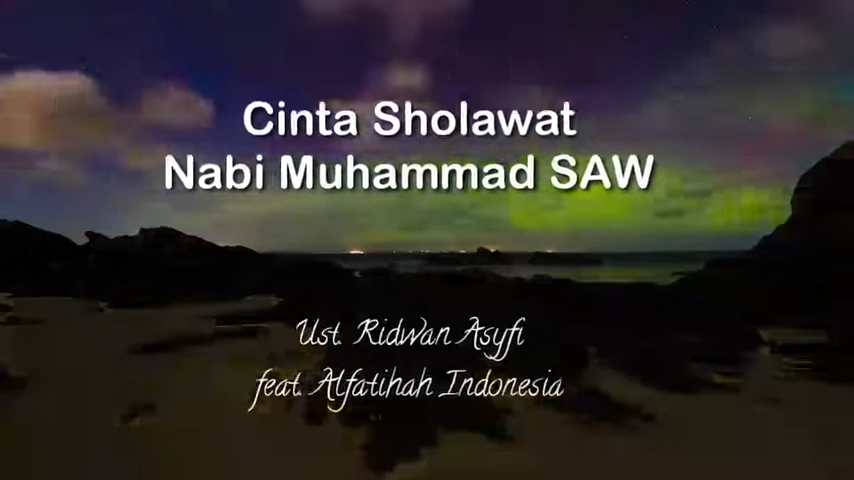 Cinta Sholawat
Nabi Muhammad SAW
Ust. Ridwan Asyfi
feat. Alfatihah Indonesia